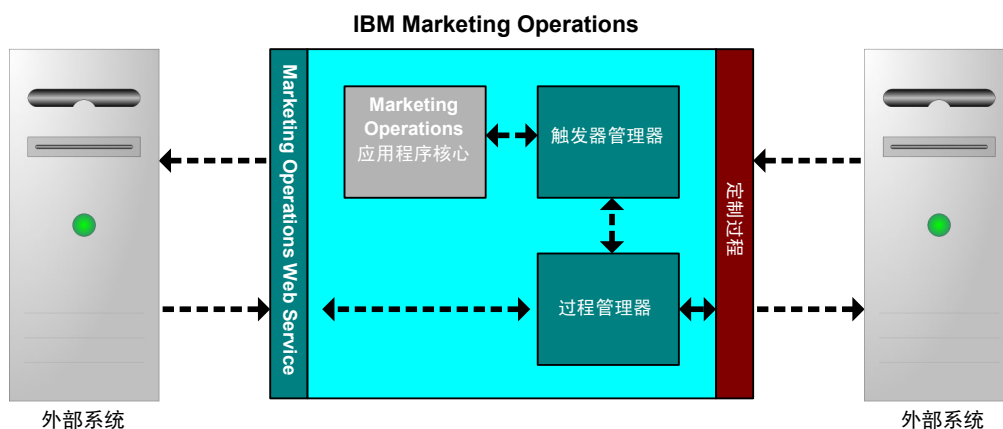 IBM Marketing Operations
Marketing Operations Web Service
Marketing
Operations
应用程序核心
触发器管理器
过程管理器
定制过程
外部系统
外部系统